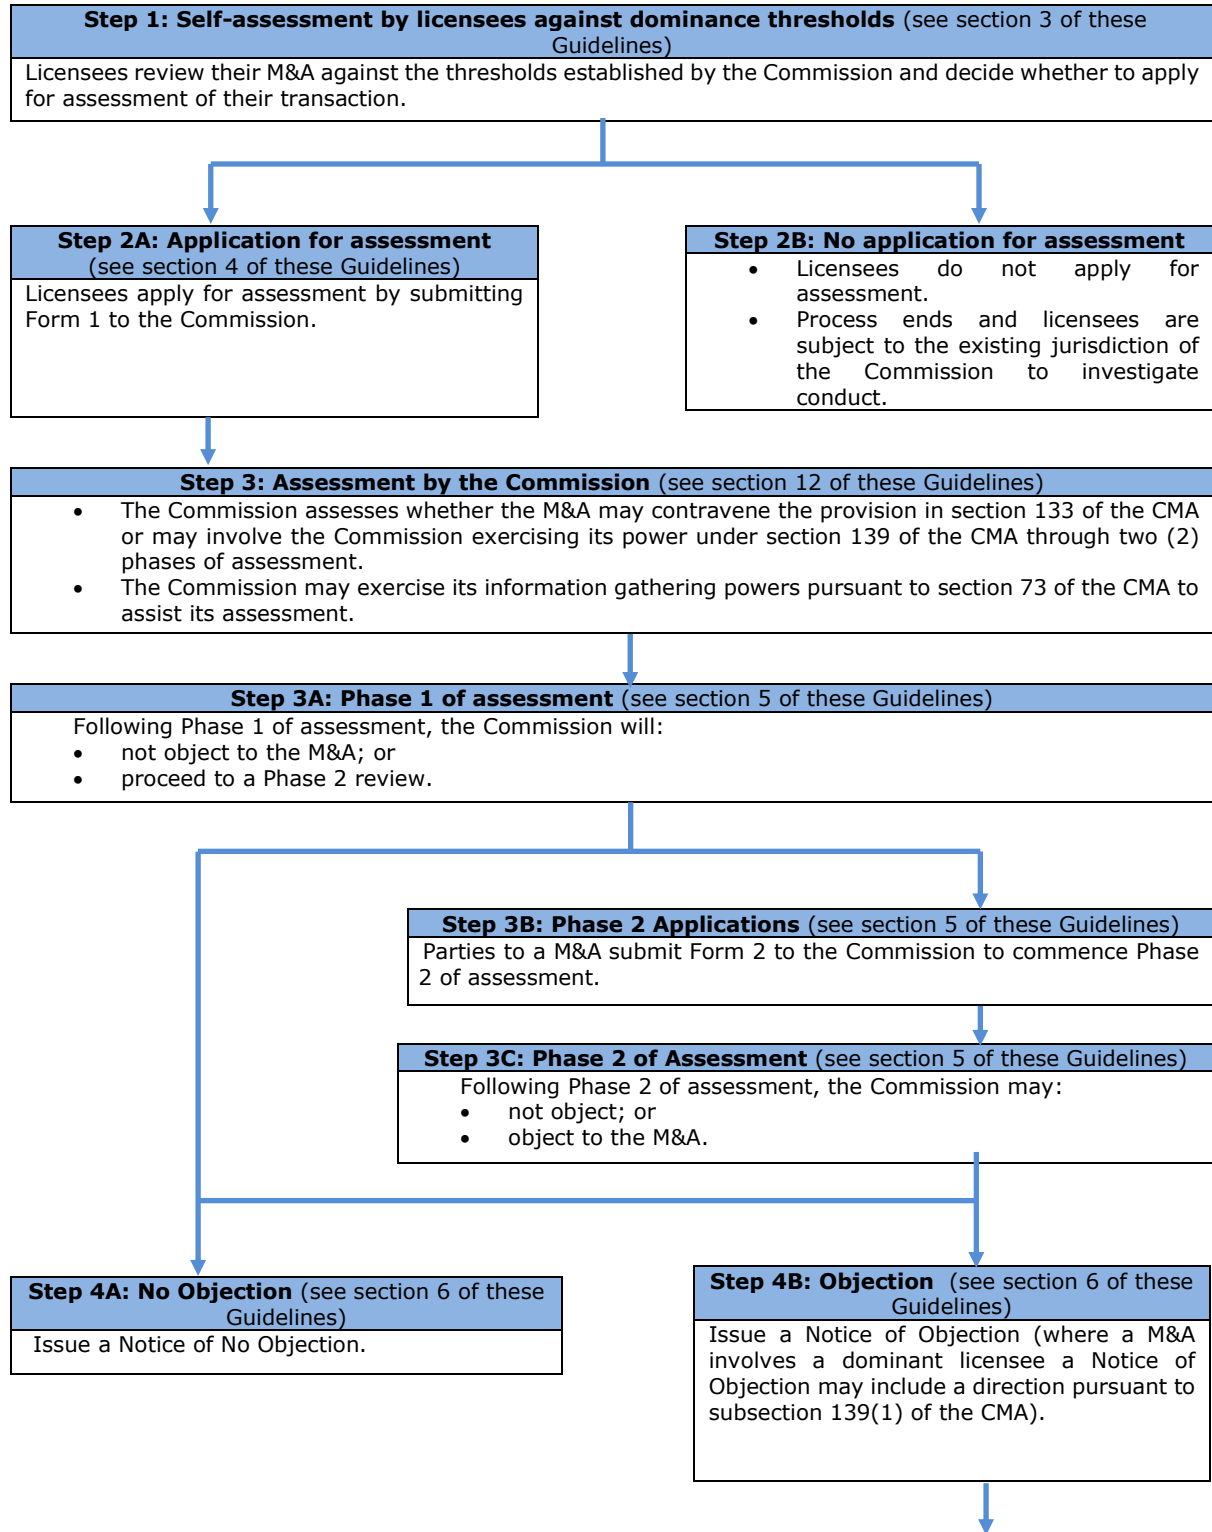 Step 1: Self-assessment by licensees against dominance thresholds (see section 3 of these
Guidelines)
Licensees review their M&A against the thresholds established by the Commission and decide whether to apply
for assessment of their transaction.
Step 2A: Application for assessment
(see section 4 of these Guidelines)
Licensees apply for assessment by submitting
Form 1 to the Commission.
Step 2B: No application for assessment
• Licensees do not apply for
assessment.
• Process ends and licensees are
subject to the existing jurisdiction of
the Commission to investigate
conduct.
Step 3: Assessment by the Commission (see section 12 of these Guidelines)
• The Commission assesses whether the M&A may contravene the provision in section 133 of the CMA
or may involve the Commission exercising its power under section 139 of the CMA through two (2)
phases of assessment.
• The Commission may exercise its information gathering powers pursuant to section 73 of the CMA to
assist its assessment.
Step 3A: Phase 1 of assessment (see section 5 of these Guidelines)
Following Phase 1 of assessment, the Commission will:
• not object to the M&A; or
• proceed to a Phase 2 review.
Step 3B: Phase 2 Applications (see section 5 of these Guidelines)
Parties to a M&A submit Form 2 to the Commission to commence Phase
2 of assessment.
Step 3C: Phase 2 of Assessment (see section 5 of these Guidelines)
Following Phase 2 of assessment, the Commission may:
• not object; or
• object to the M&A.
Step 4A: No Objection (see section 6 of these
Guidelines)
Issue a Notice of No Objection.
Step 4B: Objection (see section 6 of these
Guidelines)
Issue a Notice of Objection (where a M&A
involves a dominant licensee a Notice of
Objection may include a direction pursuant to
subsection 139(1) of the CMA).